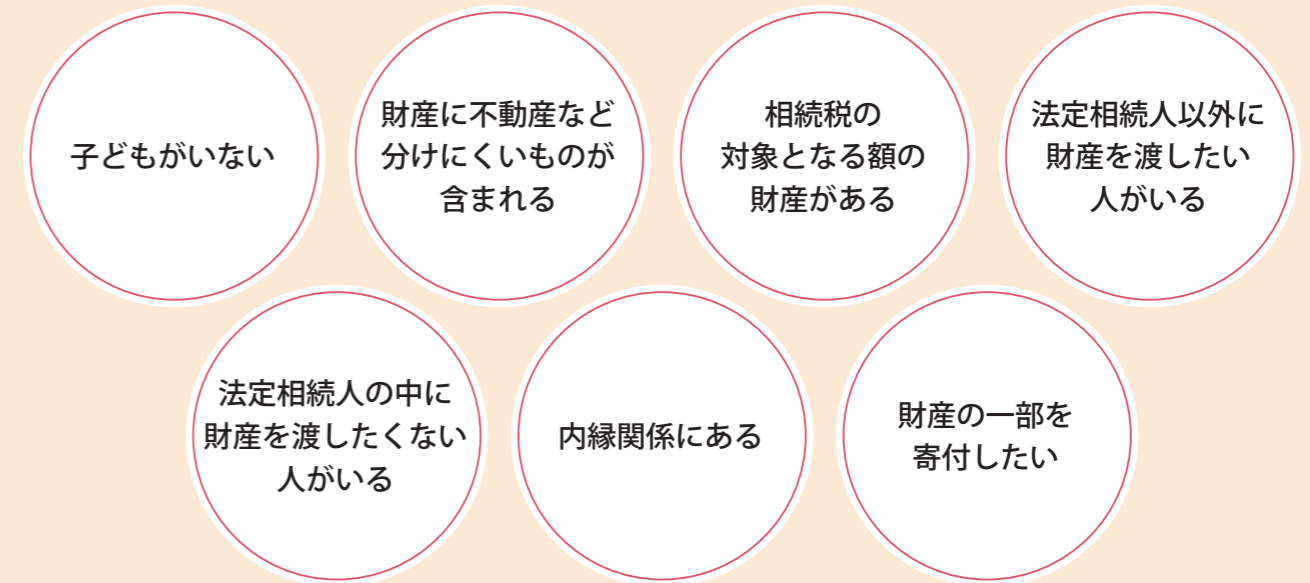 子どもがいない
財産に不動産など
分けにくいものが
含まれる
相続税の
対象となる額の
財産がある
法定相続人以外に
財産を渡したい
人がいる
法定相続人の中に
財産を渡したくない
人がいる
内縁関係にある
財産の一部を
寄付したい